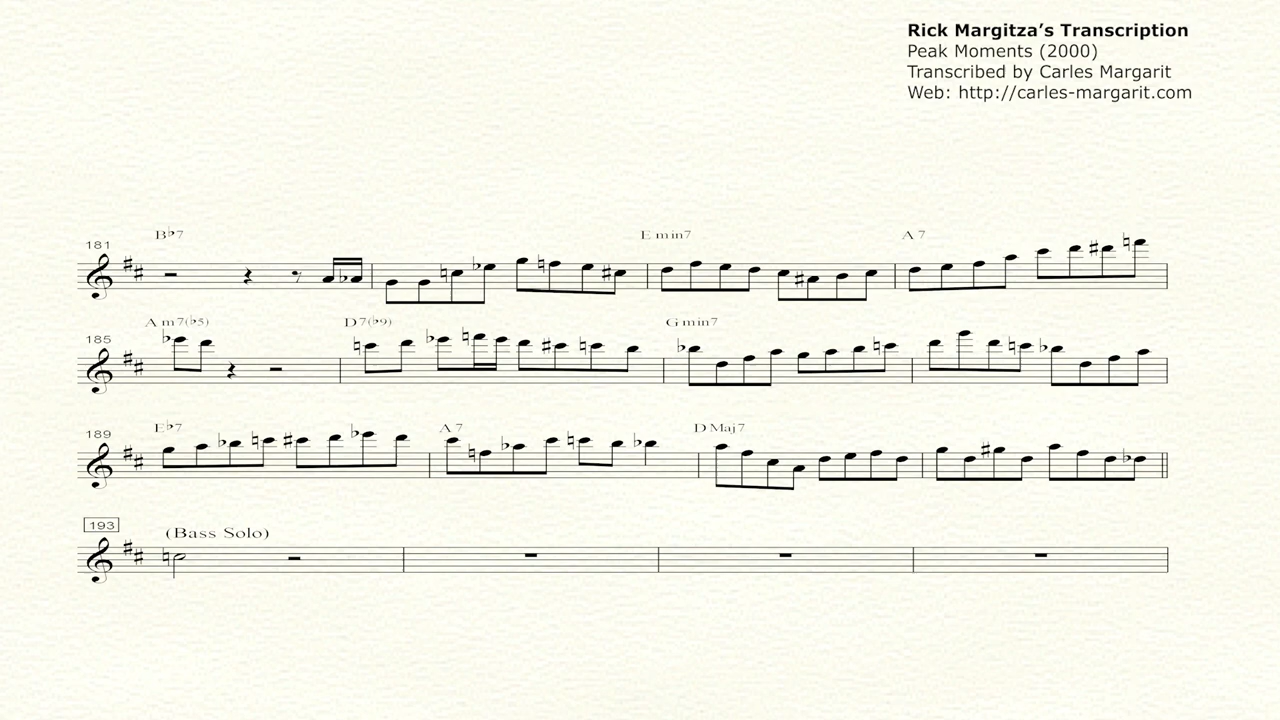 Rick Margitza's Transcription
Peak Moments (2000)
Transcribed by Carles Margarit
Web: http://carles-margarit.com
181 B♭7 E min7 A 7
185 A m7(♭5) D7(♭9) G min7
189 E♭7 A 7 D Maj7
193 (Bass Solo)